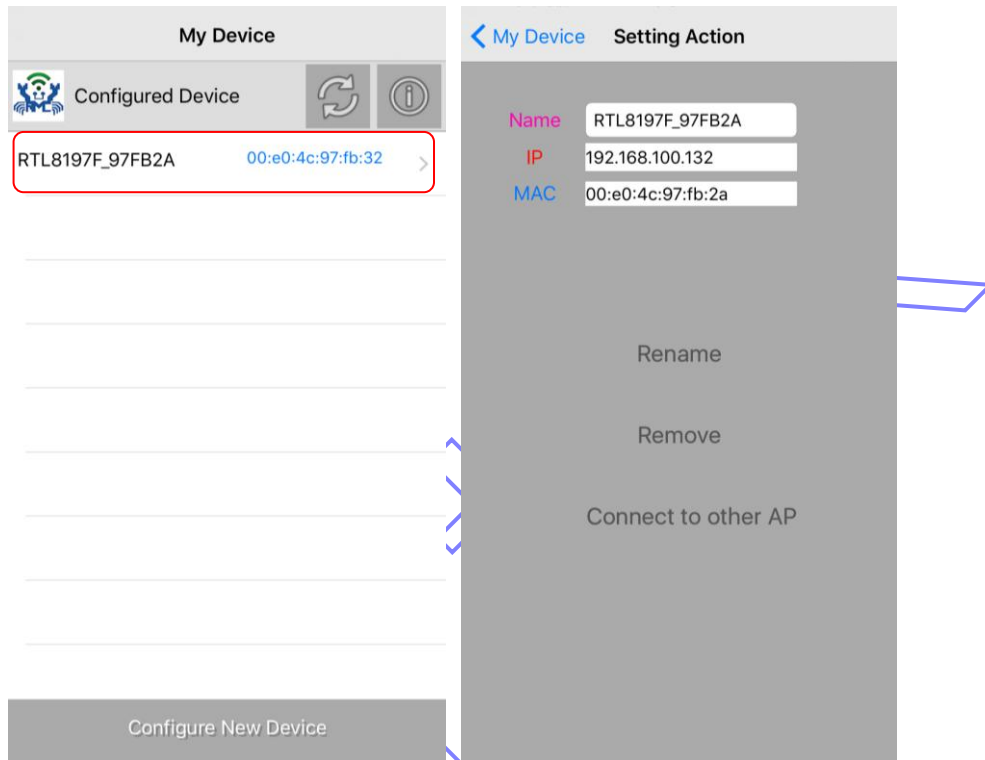 My Device
Configured Device
RTL8197F_97FB2A 00:e0:4c:97:fb:32
Configure New Device
My Device Setting Action
Name RTL8197F_97FB2A
IP 192.168.100.132
MAC 00:e0:4c:97:fb:2a
Rename
Remove
Connect to other AP